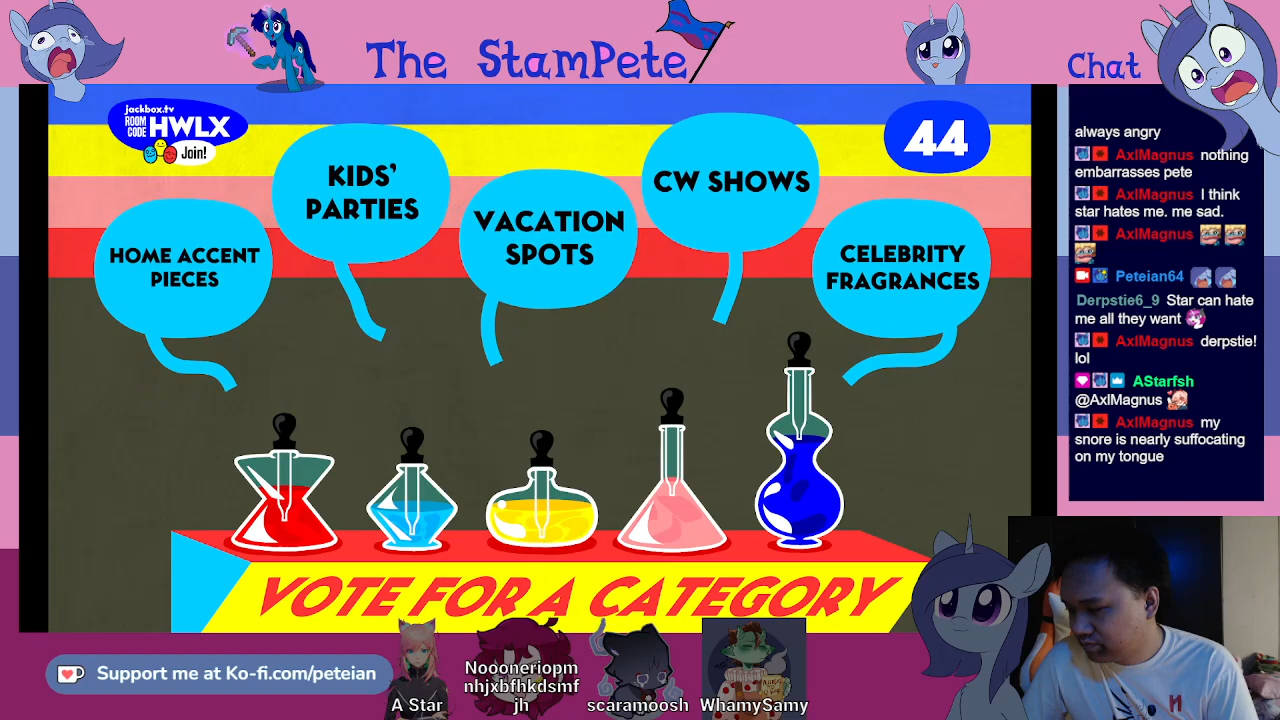 The StamPete
Chat
jackbox.tv
ROOM
CODE
HWLX
Join!
44
HOME ACCENT
PIECES
KIDS'
PARTIES
VACATION
SPOTS
CW SHOWS
CELEBRITY
FRAGRANCES
VOTE FOR A CATEGORY
always angry
AxlMagnus nothing
embarrasses pete
AxlMagnus I think
star hates me. me sad.
AxlMagnus
Peteian64
Derpstie6_9 Star can hate
me all they want
AxlMagnus derpstie!
lol
AStarfsh
@AxlMagnus
AxlMagnus my
snore is nearly suffocating
on my tongue
Support me at Ko-fi.com/peteian
A Star
Noooneriopm
nhjxbfhkdsmf
jh
scaramoosh
WhamySamy